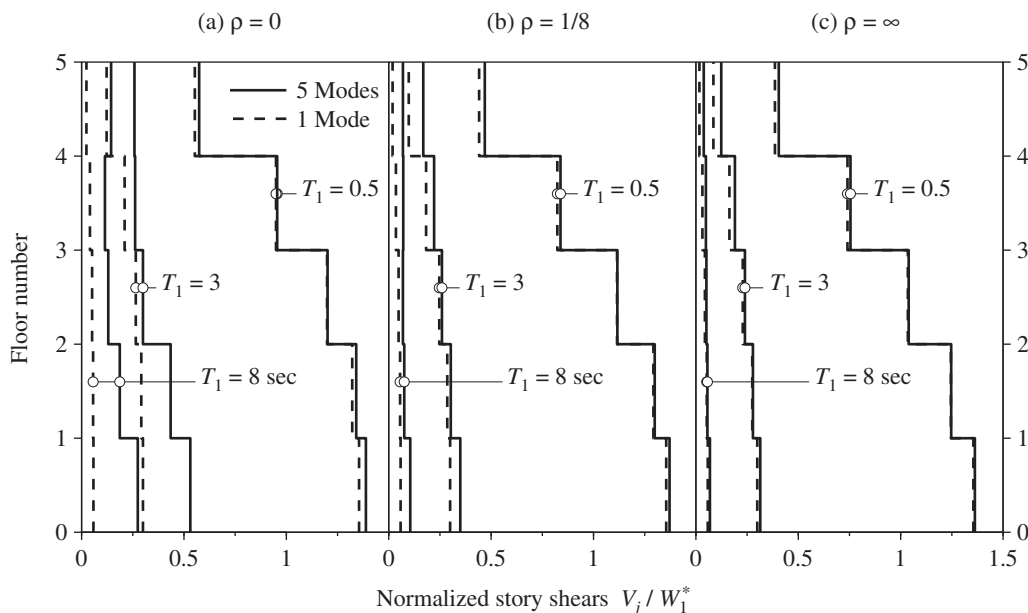 (a) ρ = 0
(b) ρ = 1/8
(c) ρ = ∞
5
4
3
2
1
0
Floor number
5 Modes
1 Mode
T₁ = 0.5
T₁ = 3
T₁ = 8 sec
T₁ = 0.5
T₁ = 3
T₁ = 8 sec
T₁ = 0.5
T₁ = 3
T₁ = 8 sec
5
4
3
2
1
0
0 0.5 1 0 0.5 1 0 0.5 1 1.5
Normalized story shears V_j / W₁*